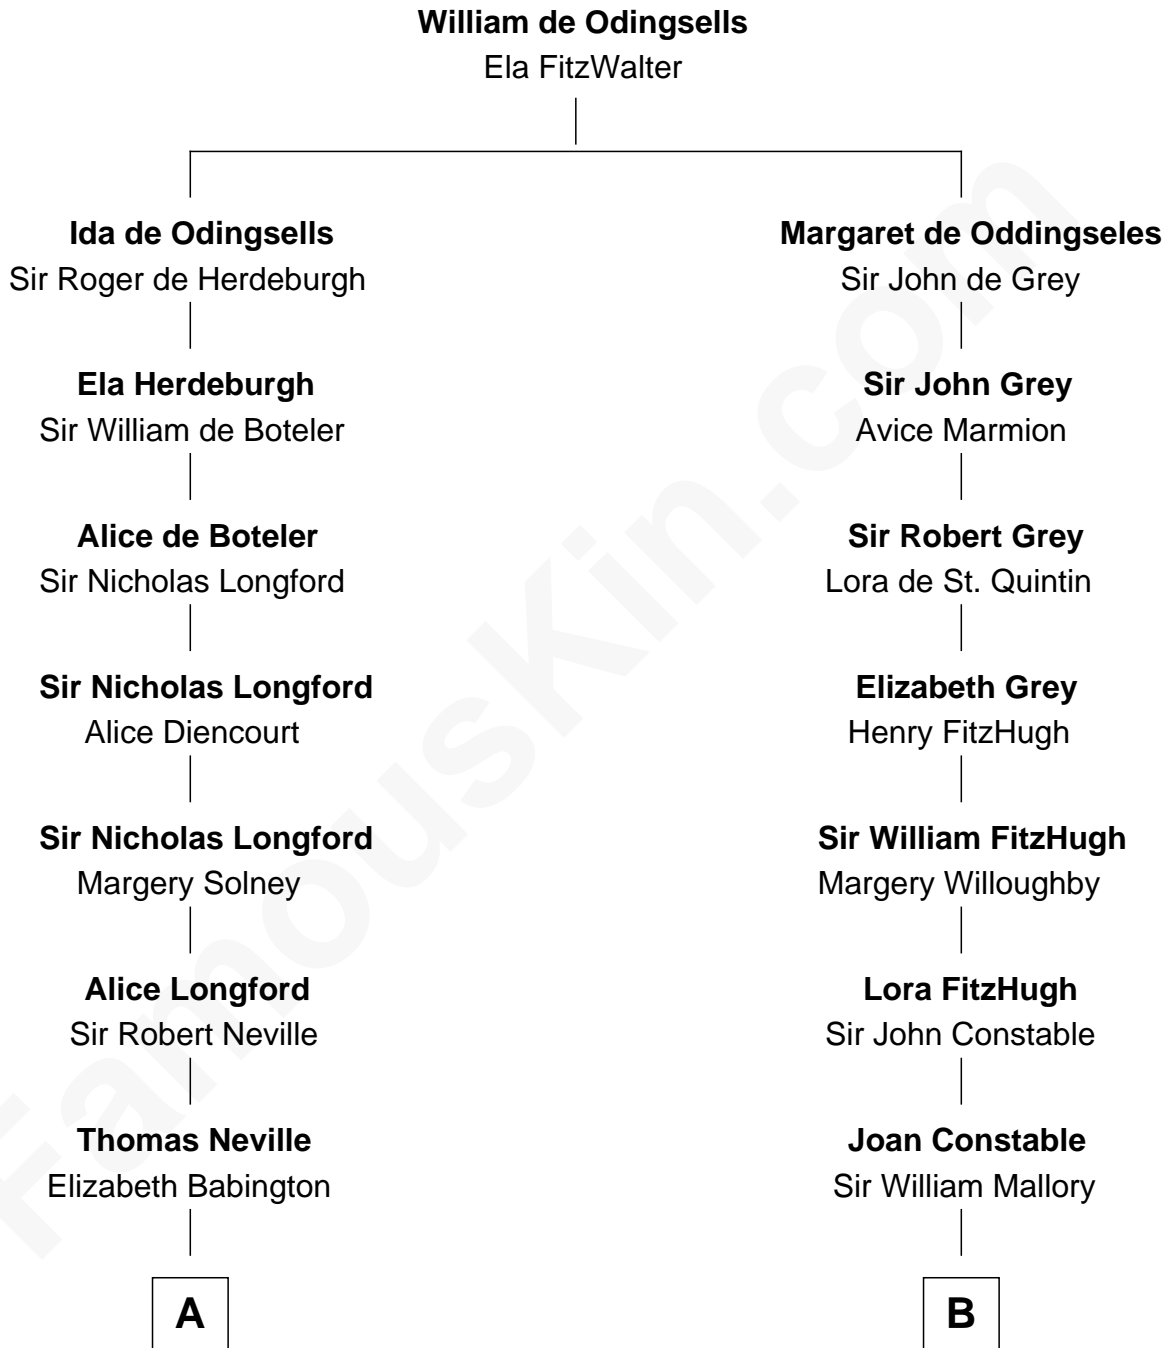 William de Odingsells
Ela FitzWalter
Ida de Odingsells
Sir Roger de Herdeburgh
Margaret de Oddingseles
Sir John de Grey
Ela Herdeburgh
Sir William de Boteler
Sir John Grey
Avice Marmion
Alice de Boteler
Sir Nicholas Longford
Sir Robert Grey
Lora de St. Quintin
Sir Nicholas Longford
Alice Diencourt
Elizabeth Grey
Henry FitzHugh
Sir Nicholas Longford
Margery Solney
Sir William FitzHugh
Margery Willoughby
Alice Longford
Sir Robert Neville
Lora FitzHugh
Sir John Constable
Thomas Neville
Elizabeth Babington
Joan Constable
Sir William Mallory
A
B
FamousKin.com